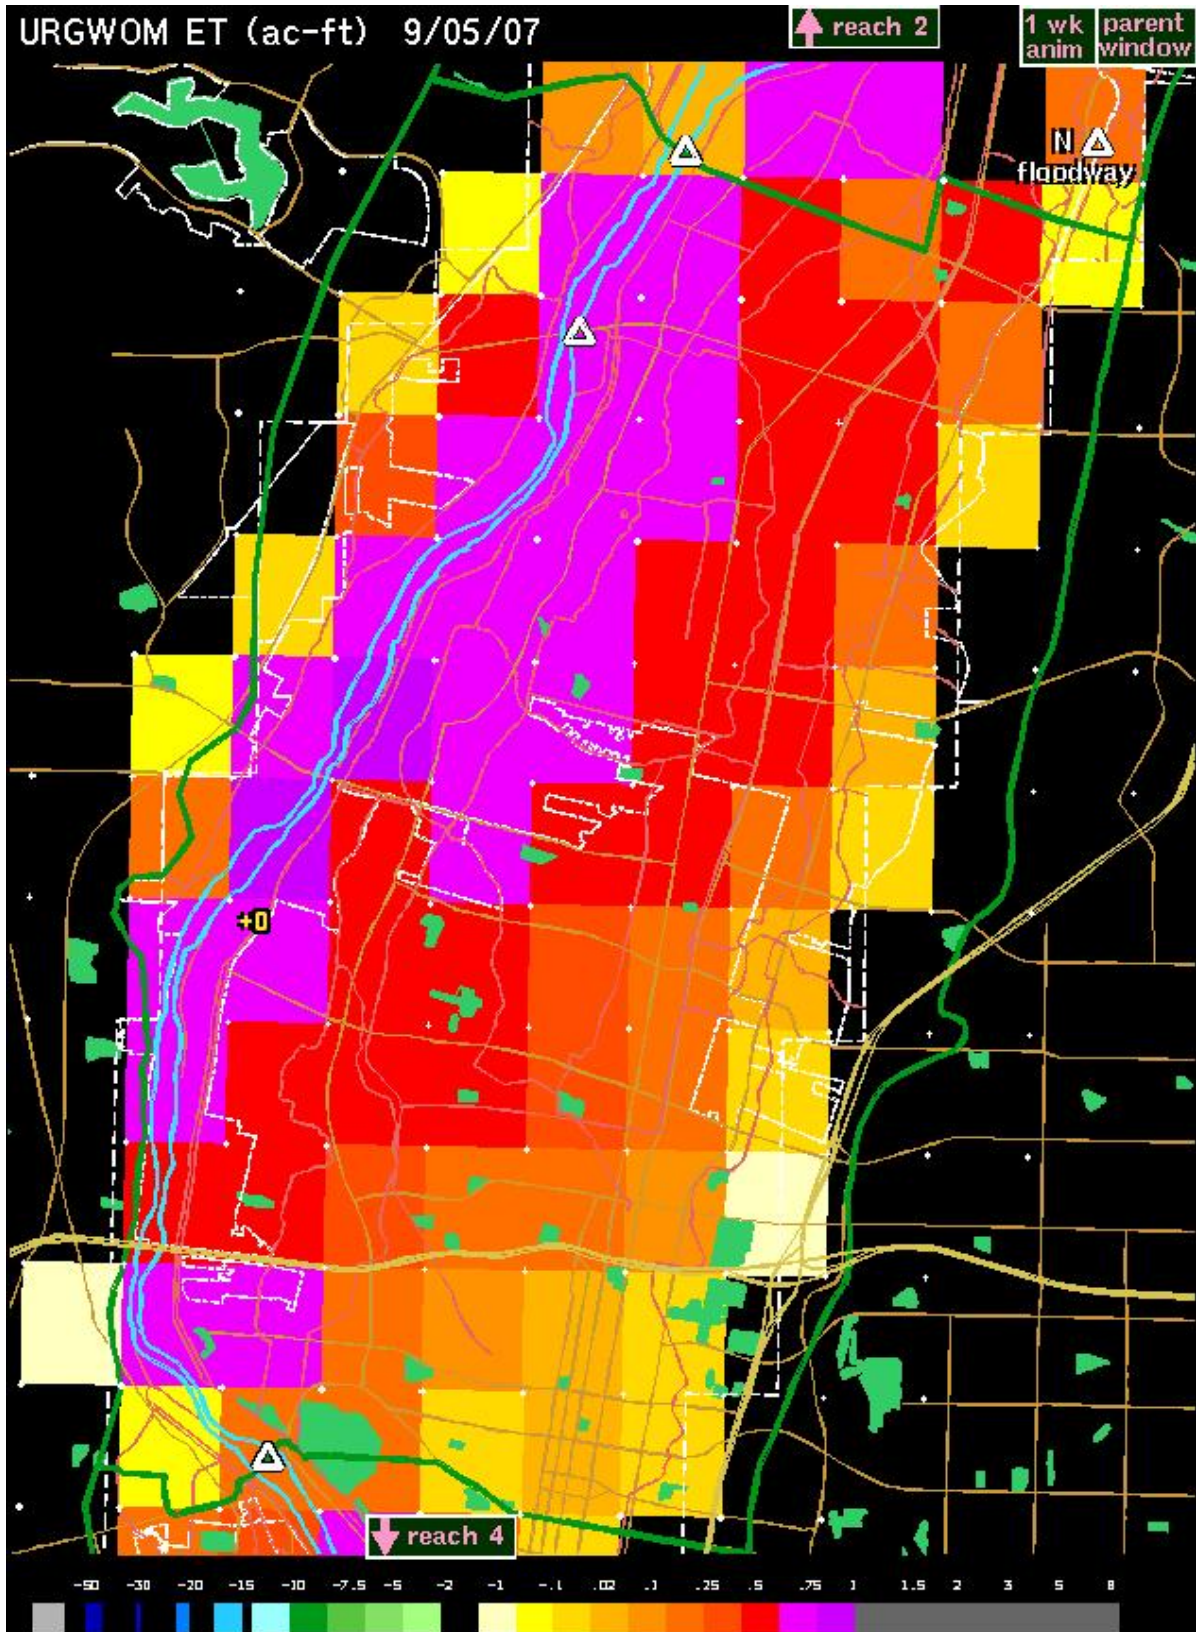 URGWOM ET (ac-ft) 9/05/07
reach 2
1 wk
anim
parent
window
N
floodway
+0
reach 4
-50 -30 -20 -15 -10 -7.5 -5 -2 -1 -.1 .02 .1 .25 .5 .75 1 1.5 2 3 5 8